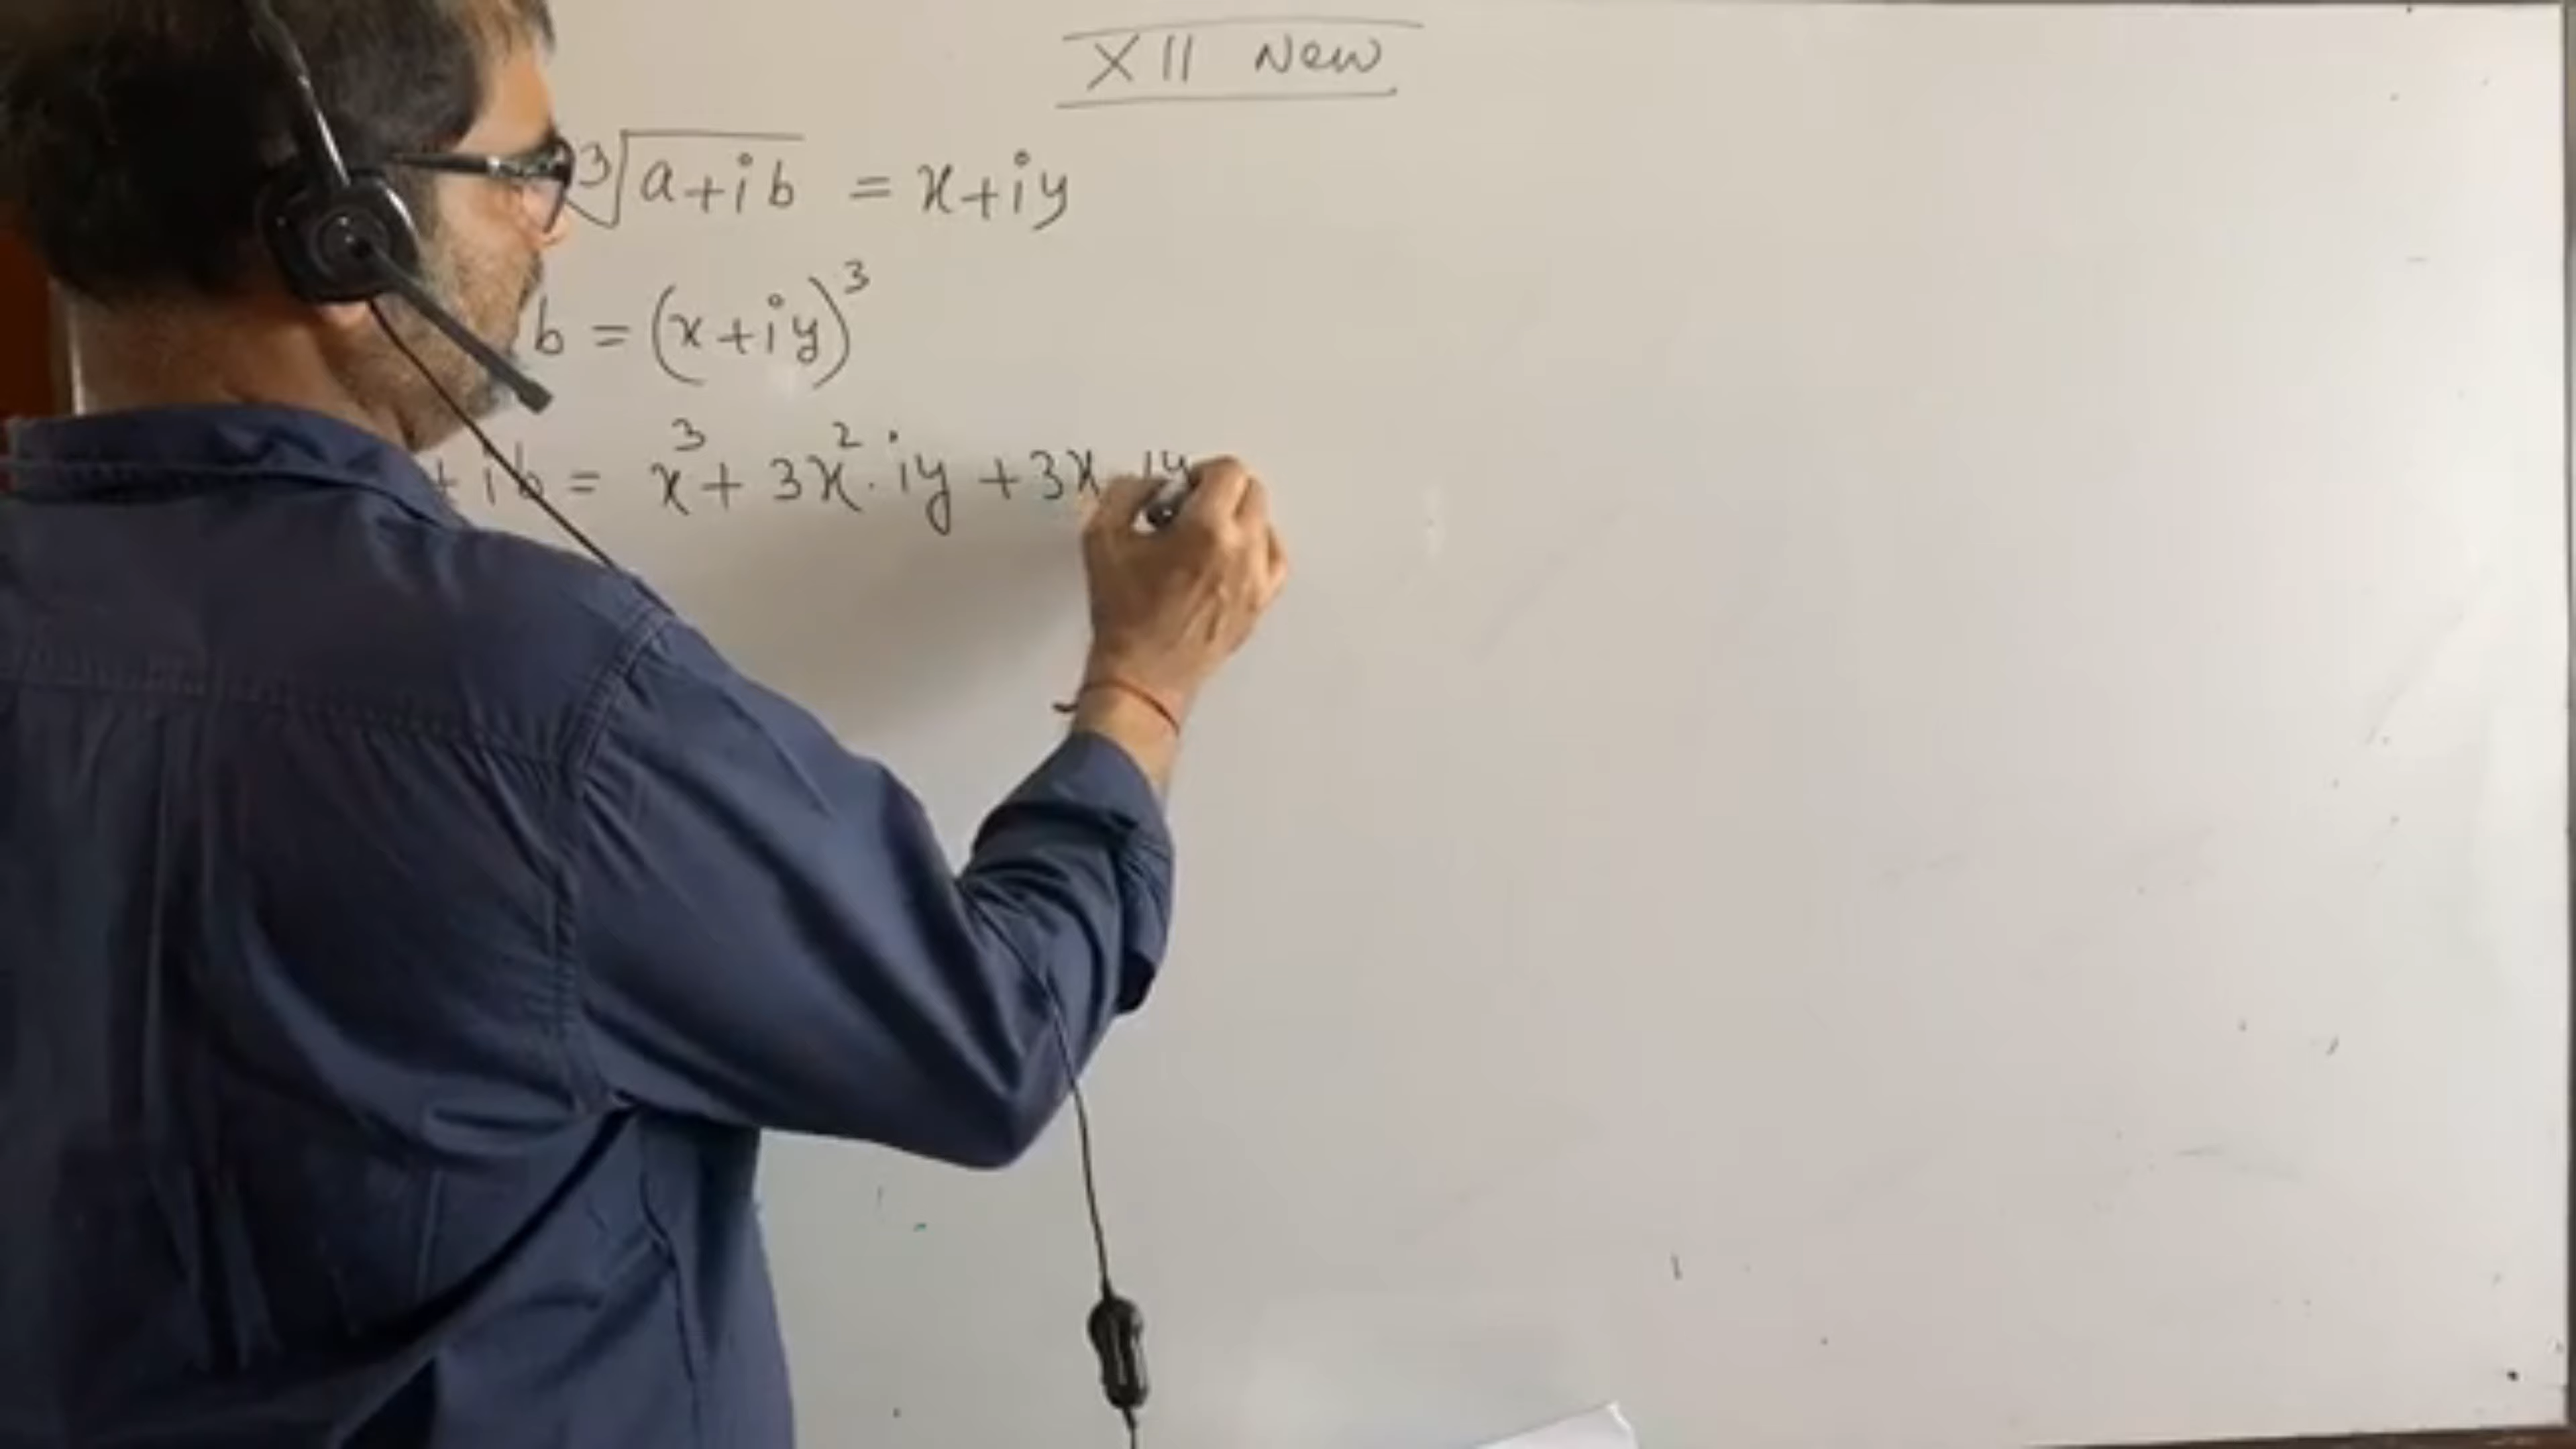 XII New
3√a+ib = x+iy
b = (x+iy)³
+ib = x³+ 3x²·iy +3x iy